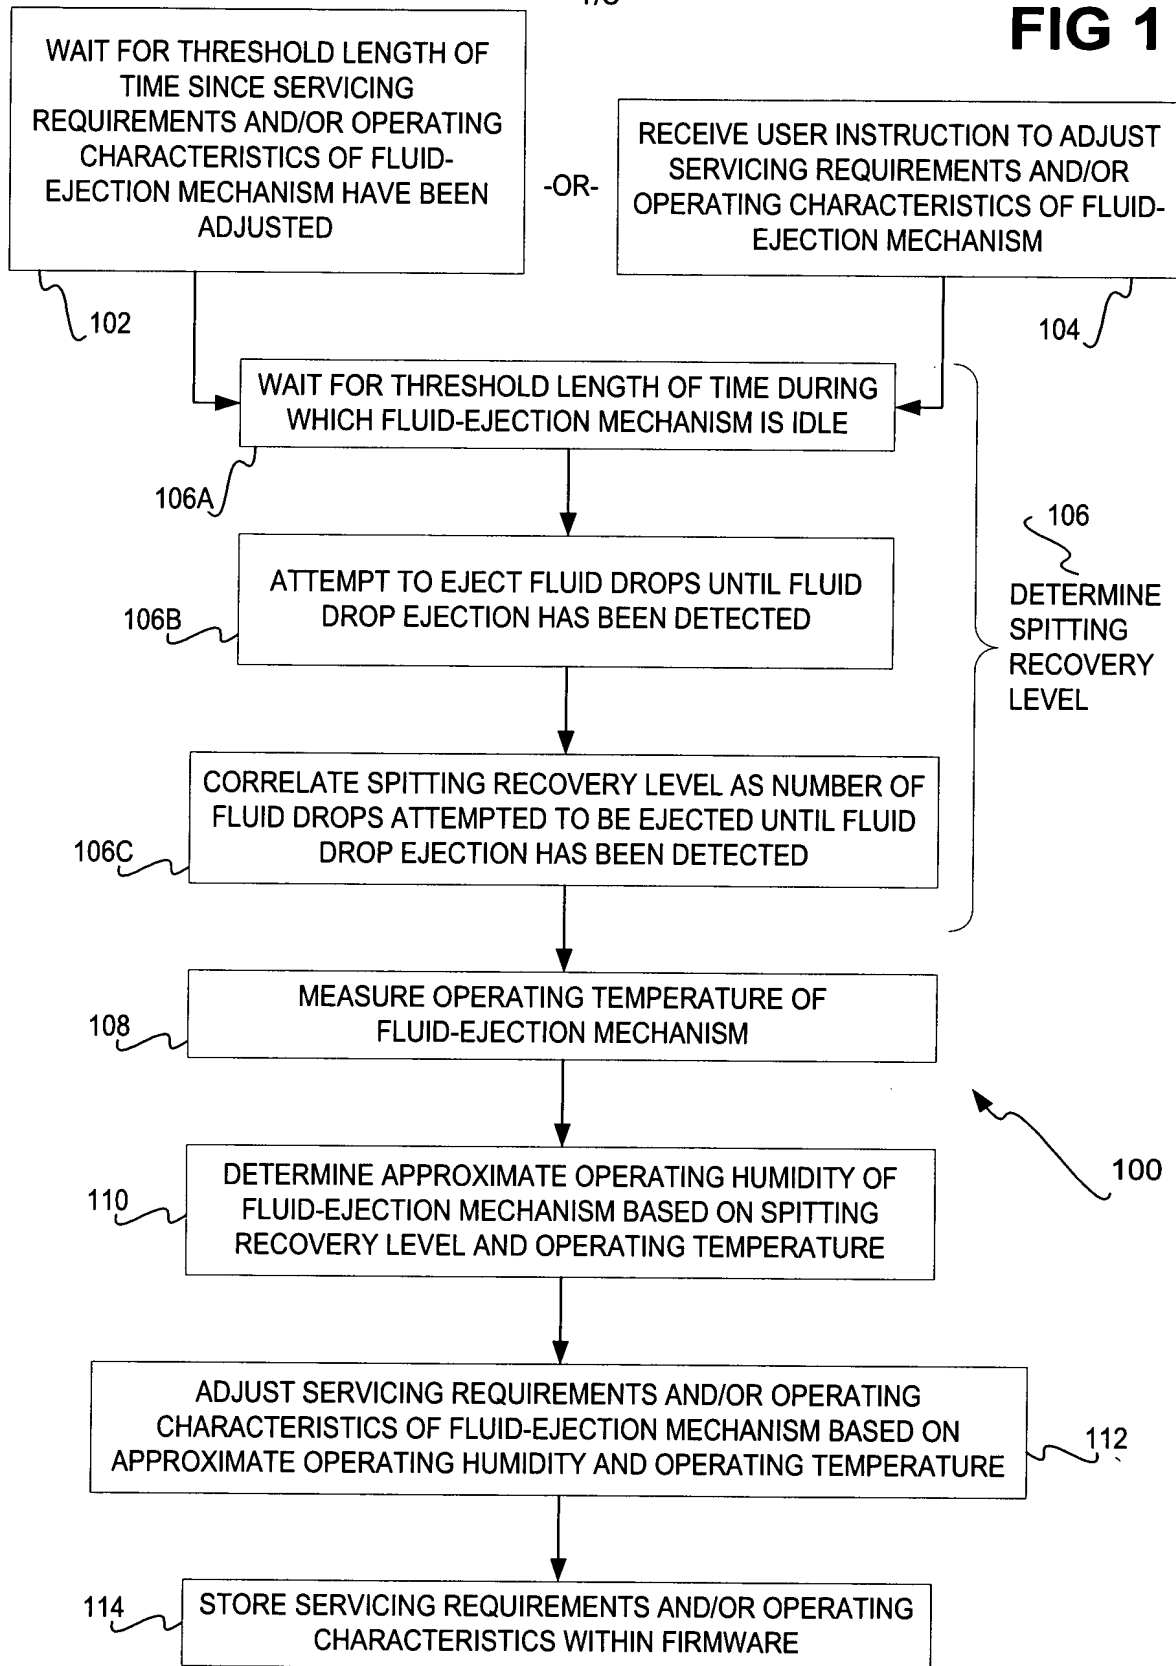 FIG 1
WAIT FOR THRESHOLD LENGTH OF
TIME SINCE SERVICING
REQUIREMENTS AND/OR OPERATING
CHARACTERISTICS OF FLUID-
EJECTION MECHANISM HAVE BEEN
ADJUSTED
-OR-
RECEIVE USER INSTRUCTION TO ADJUST
SERVICING REQUIREMENTS AND/OR
OPERATING CHARACTERISTICS OF FLUID-
EJECTION MECHANISM
102
104
WAIT FOR THRESHOLD LENGTH OF TIME DURING
WHICH FLUID-EJECTION MECHANISM IS IDLE
106A
ATTEMPT TO EJECT FLUID DROPS UNTIL FLUID
DROP EJECTION HAS BEEN DETECTED
106B
106
DETERMINE
SPITTING
RECOVERY
LEVEL
CORRELATE SPITTING RECOVERY LEVEL AS NUMBER OF
FLUID DROPS ATTEMPTED TO BE EJECTED UNTIL FLUID
DROP EJECTION HAS BEEN DETECTED
106C
MEASURE OPERATING TEMPERATURE OF
FLUID-EJECTION MECHANISM
108
100
DETERMINE APPROXIMATE OPERATING HUMIDITY OF
FLUID-EJECTION MECHANISM BASED ON SPITTING
RECOVERY LEVEL AND OPERATING TEMPERATURE
110
ADJUST SERVICING REQUIREMENTS AND/OR OPERATING
CHARACTERISTICS OF FLUID-EJECTION MECHANISM BASED ON
APPROXIMATE OPERATING HUMIDITY AND OPERATING TEMPERATURE
112
STORE SERVICING REQUIREMENTS AND/OR OPERATING
CHARACTERISTICS WITHIN FIRMWARE
114